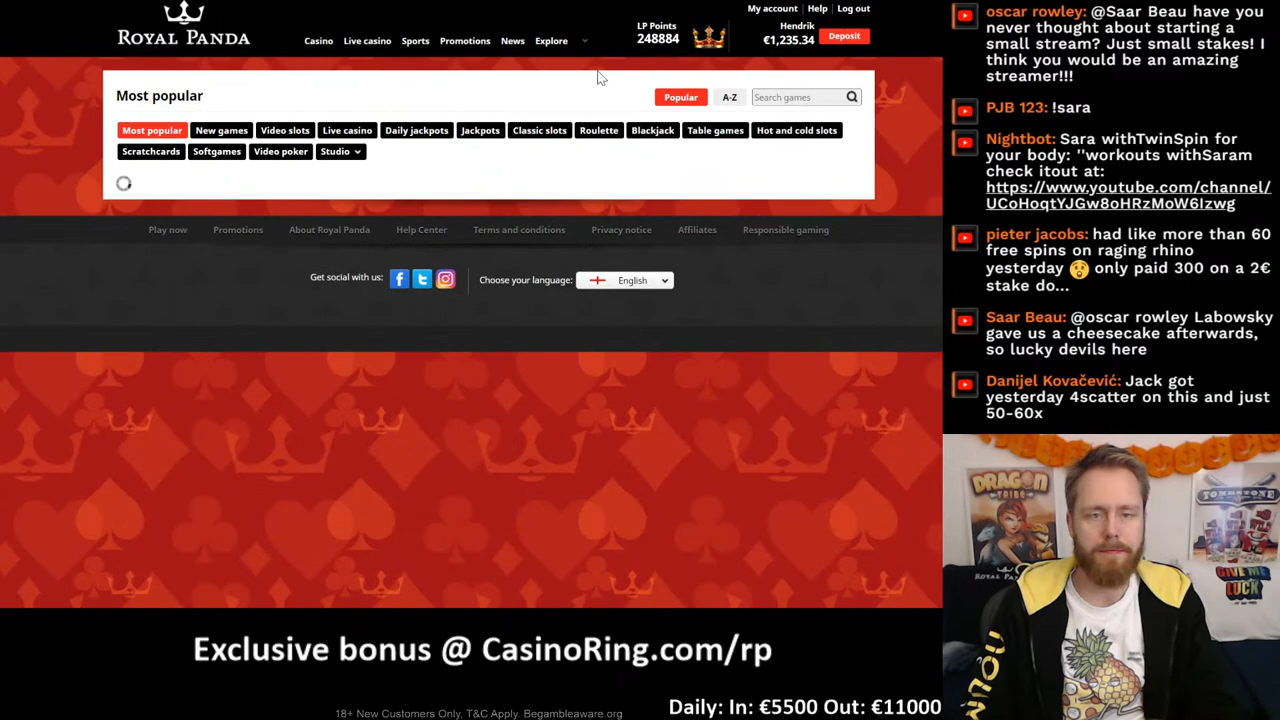 ROYAL PANDA
My account Help Log out
LP Points
248884
Hendrik
€1,235.34
Deposit
Casino Live casino Sports Promotions News Explore
Most popular
Popular A-Z Search games
Most popular New games Video slots Live casino Daily jackpots Jackpots Classic slots Roulette Blackjack Table games Hot and cold slots
Scratchcards Softgames Video poker Studio
Play now Promotions About Royal Panda Help Center Terms and conditions Privacy notice Affiliates Responsible gaming
Get social with us: Choose your language: English
Exclusive bonus @ CasinoRing.com/rp
18+ New Customers Only, T&C Apply. Begambleaware.org
Daily: In: €5500 Out: €11000
oscar rowley: @Saar Beau have you
never thought about starting a
small stream? Just small stakes! I
think you would be an amazing
streamer!!!
PJB 123: !sara
Nightbot: Sara withTwinSpin for
your body: "workouts withSaram
check itout at:
https://www.youtube.com/channel/
UCoHoqtYJGw8oHRzMoW6Izwg
pieter jacobs: had like more than 60
free spins on raging rhino
yesterday 😲 only paid 300 on a 2€
stake do...
Saar Beau: @oscar rowley Labowsky
gave us a cheesecake afterwards,
so lucky devils here
Danijel Kovačević: Jack got
yesterday 4scatter on this and just
50-60x
DRAGON
TRIBE
TOMBSTONE
GIVE ME
LUCK